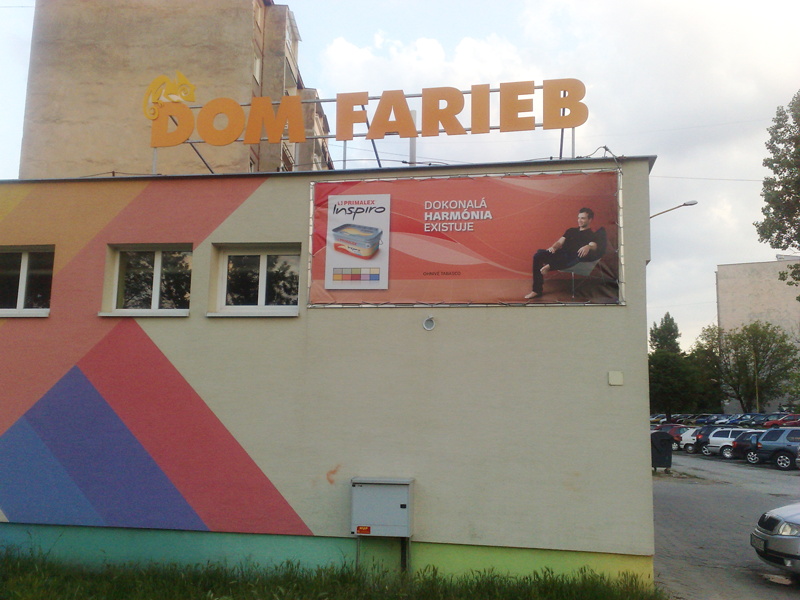 DOM FARIEB
PRIMALEX
Inspiro
DOKONALÁ
HARMÓNIA
EXISTUJE